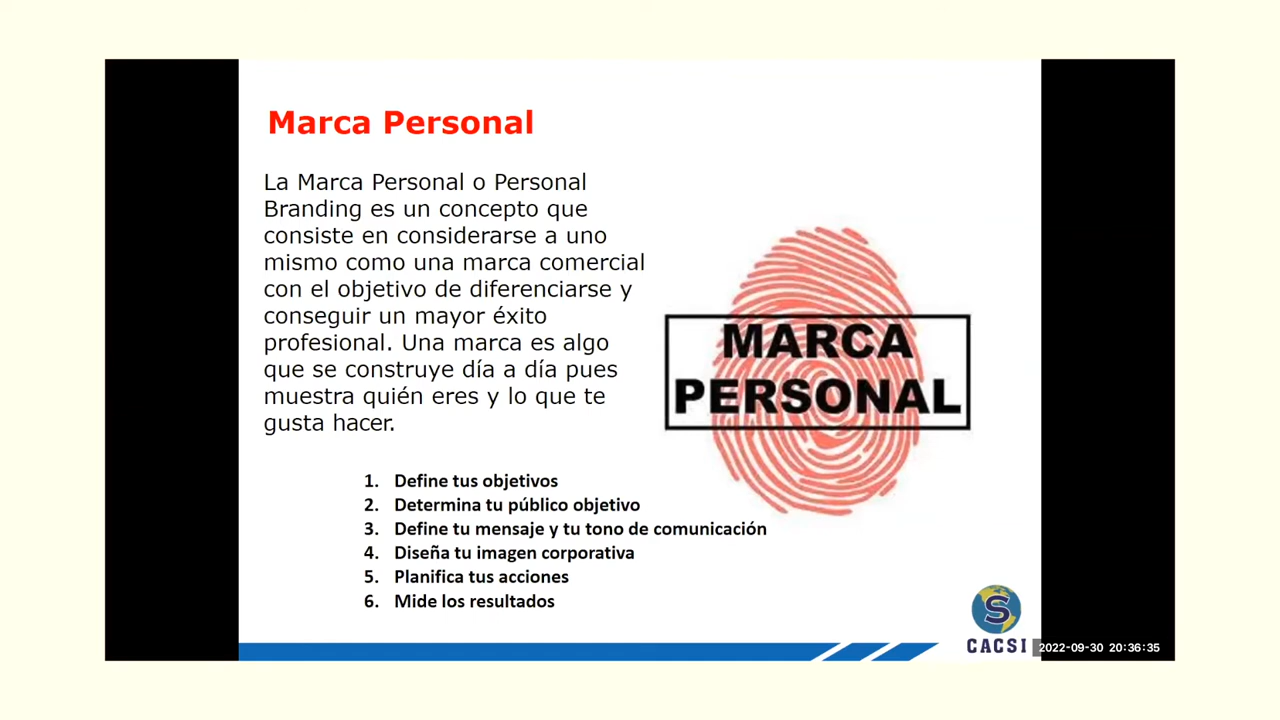 Marca Personal
La Marca Personal o Personal
Branding es un concepto que
consiste en considerarse a uno
mismo como una marca comercial
con el objetivo de diferenciarse y
conseguir un mayor éxito
profesional. Una marca es algo
que se construye día a día pues
muestra quién eres y lo que te
gusta hacer.
MARCA
PERSONAL
1. Define tus objetivos
2. Determina tu público objetivo
3. Define tu mensaje y tu tono de comunicación
4. Diseña tu imagen corporativa
5. Planifica tus acciones
6. Mide los resultados
S
CACSI
2022-09-30 20:36:35